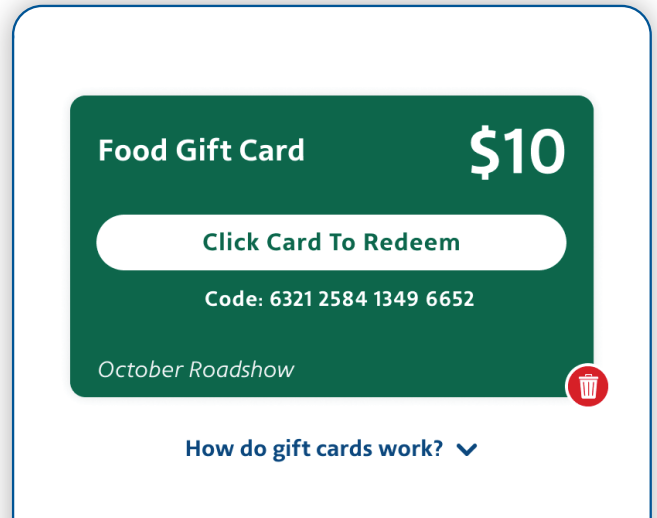 Food Gift Card
$10
Click Card To Redeem
Code: 6321 2584 1349 6652
October Roadshow
How do gift cards work?